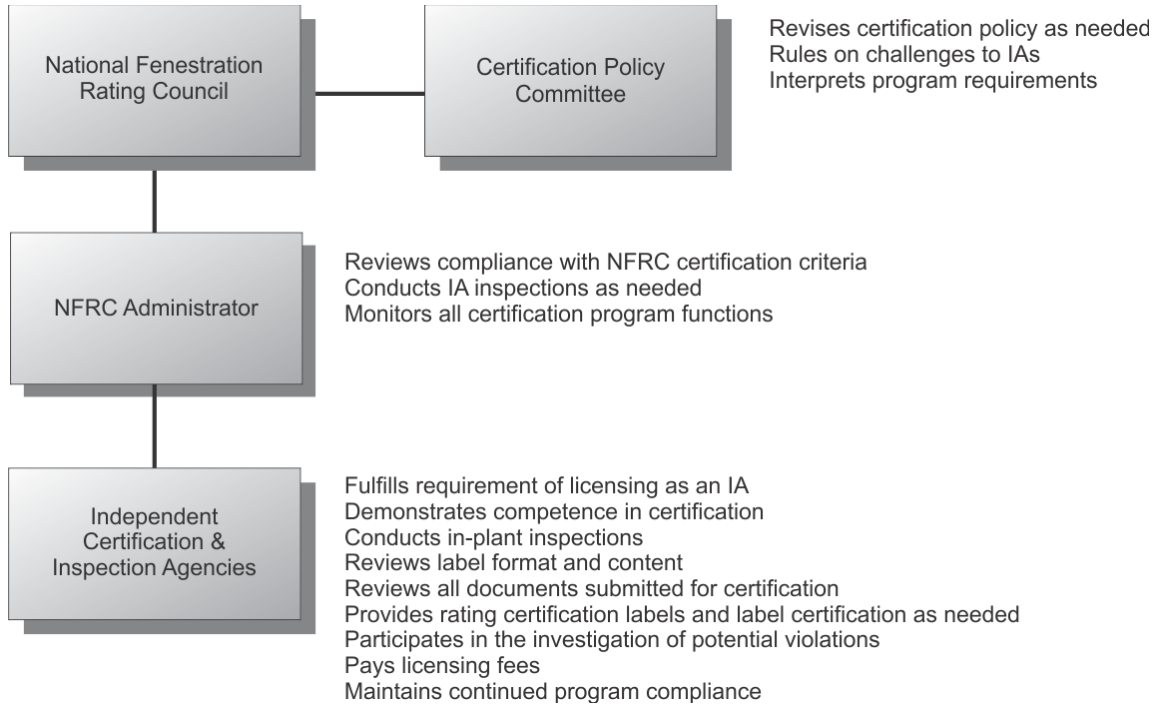 National Fenestration
Rating Council
Certification Policy
Committee
Revises certification policy as needed
Rules on challenges to IAs
Interprets program requirements
NFRC Administrator
Reviews compliance with NFRC certification criteria
Conducts IA inspections as needed
Monitors all certification program functions
Independent
Certification &
Inspection Agencies
Fulfills requirement of licensing as an IA
Demonstrates competence in certification
Conducts in-plant inspections
Reviews label format and content
Reviews all documents submitted for certification
Provides rating certification labels and label certification as needed
Participates in the investigation of potential violations
Pays licensing fees
Maintains continued program compliance